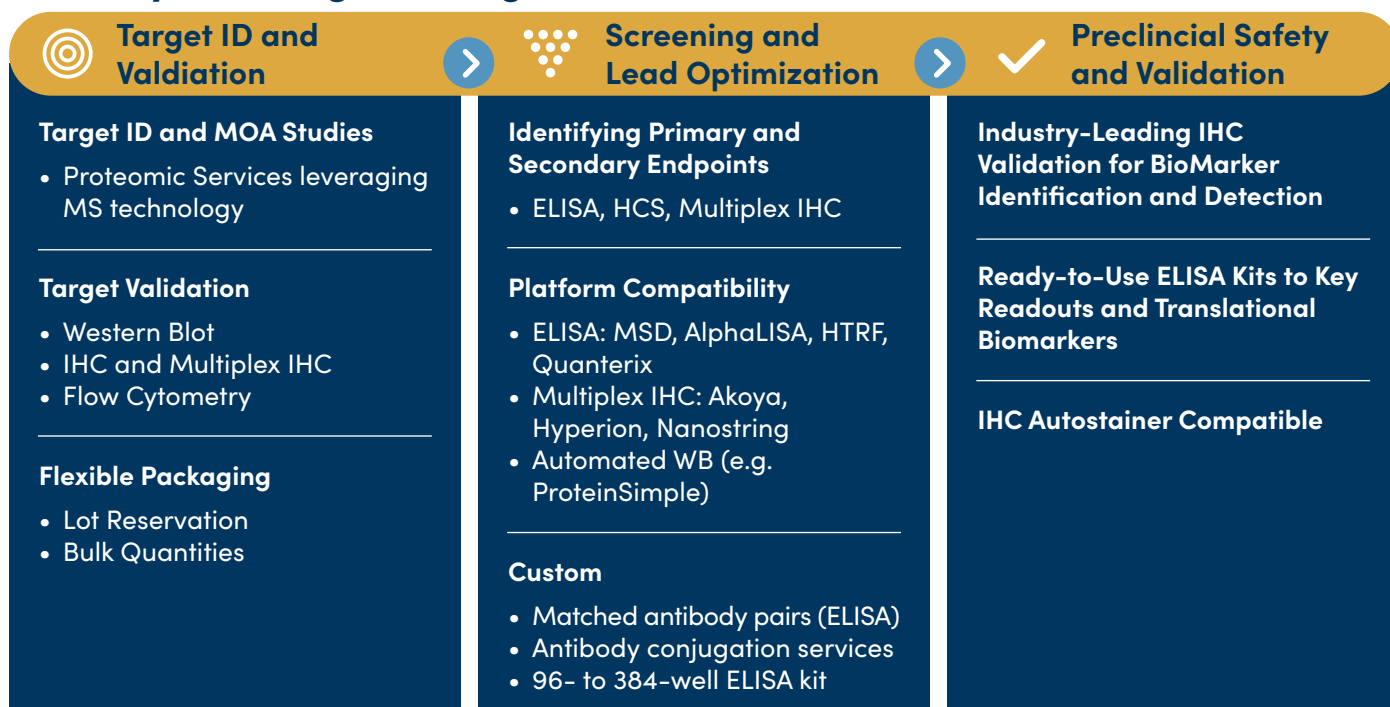 Target ID and
Valdiation
Target ID and MOA Studies
• Proteomic Services leveraging
MS technology
Target Validation
• Western Blot
• IHC and Multiplex IHC
• Flow Cytometry
Flexible Packaging
• Lot Reservation
• Bulk Quantities
Screening and
Lead Optimization
Identifying Primary and
Secondary Endpoints
• ELISA, HCS, Multiplex IHC
Platform Compatibility
• ELISA: MSD, AlphaLISA, HTRF,
Quanterix
• Multiplex IHC: Akoya,
Hyperion, Nanostring
• Automated WB (e.g.
ProteinSimple)
Custom
• Matched antibody pairs (ELISA)
• Antibody conjugation services
• 96- to 384-well ELISA kit
Preclincial Safety
and Validation
Industry-Leading IHC
Validation for BioMarker
Identification and Detection
Ready-to-Use ELISA Kits to Key
Readouts and Translational
Biomarkers
IHC Autostainer Compatible